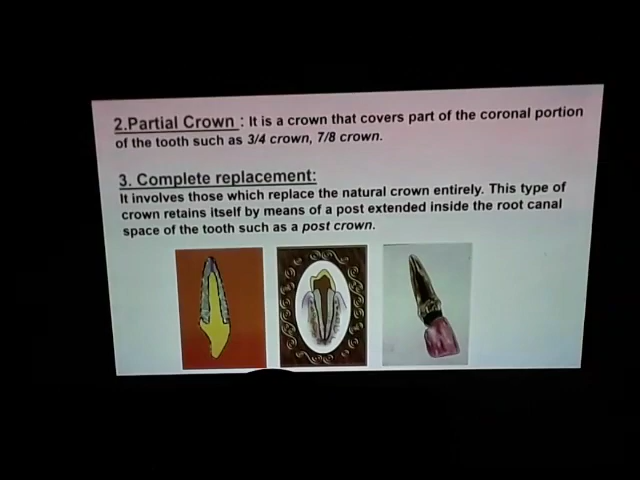 2.Partial Crown : It is a crown that covers part of the coronal portion
of the tooth such as 3/4 crown, 7/8 crown.
3. Complete replacement:
It involves those which replace the natural crown entirely. This type of
crown retains itself by means of a post extended inside the root canal
space of the tooth such as a post crown.